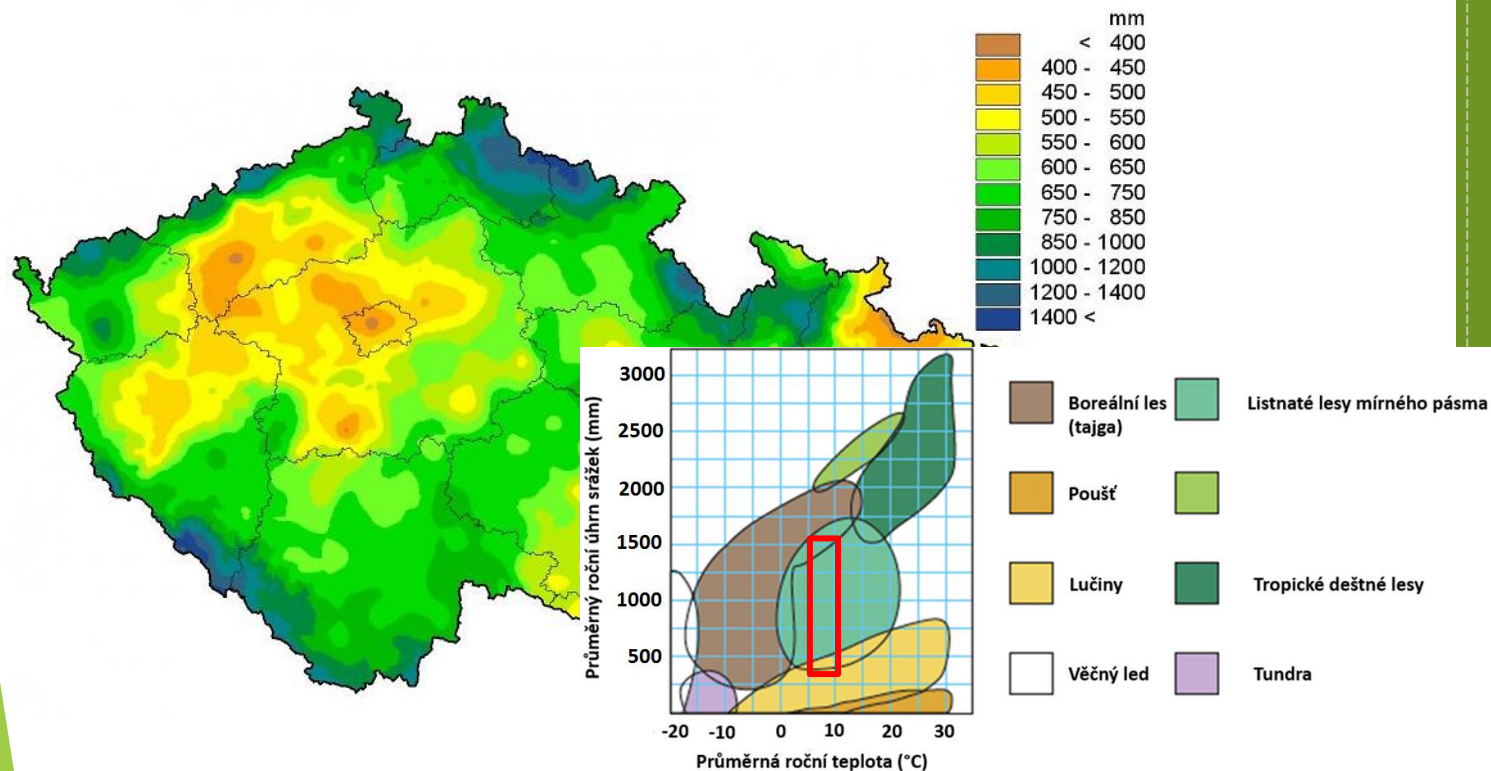 mm
< 400
400 - 450
450 - 500
500 - 550
550 - 600
600 - 650
650 - 750
750 - 850
850 - 1000
1000 - 1200
1200 - 1400
1400 <
Průměrný roční úhrn srážek (mm)
3000
2500
2000
1500
1000
500
-20 -10 0 10 20 30
Průměrná roční teplota (°C)
Boreální les
(tajga)
Listnaté lesy mírného pásma
Poušť
Lučiny
Tropické deštné lesy
Věčný led
Tundra